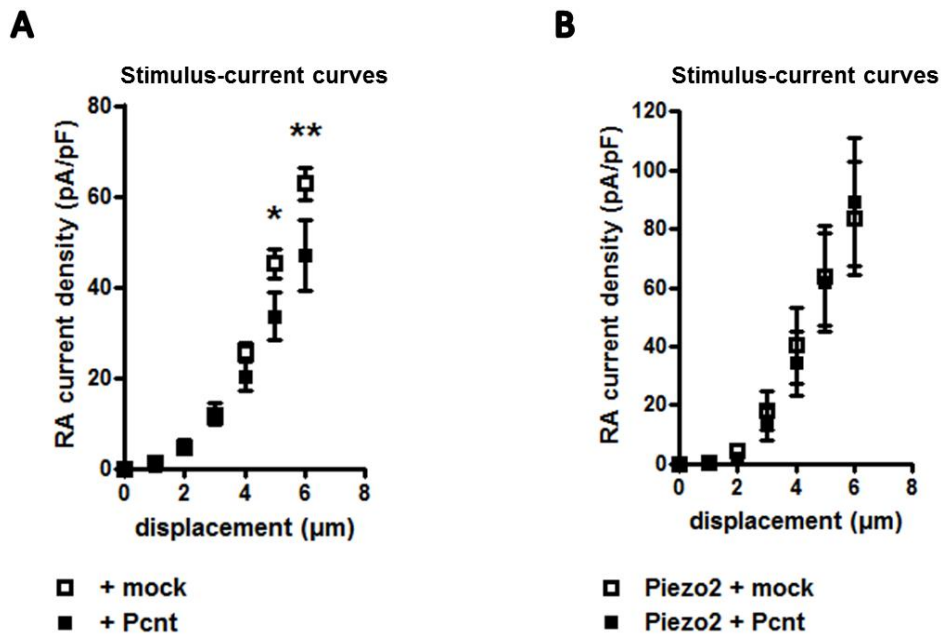 A
Stimulus-current curves
RA current density (pA/pF)
80
60
40
20
0
*
**
0 2 4 6 8
displacement (µm)
+ mock
+ Pcnt
B
Stimulus-current curves
RA current density (pA/pF)
120
100
80
60
40
20
0
0 2 4 6 8
displacement (µm)
Piezo2 + mock
Piezo2 + Pcnt